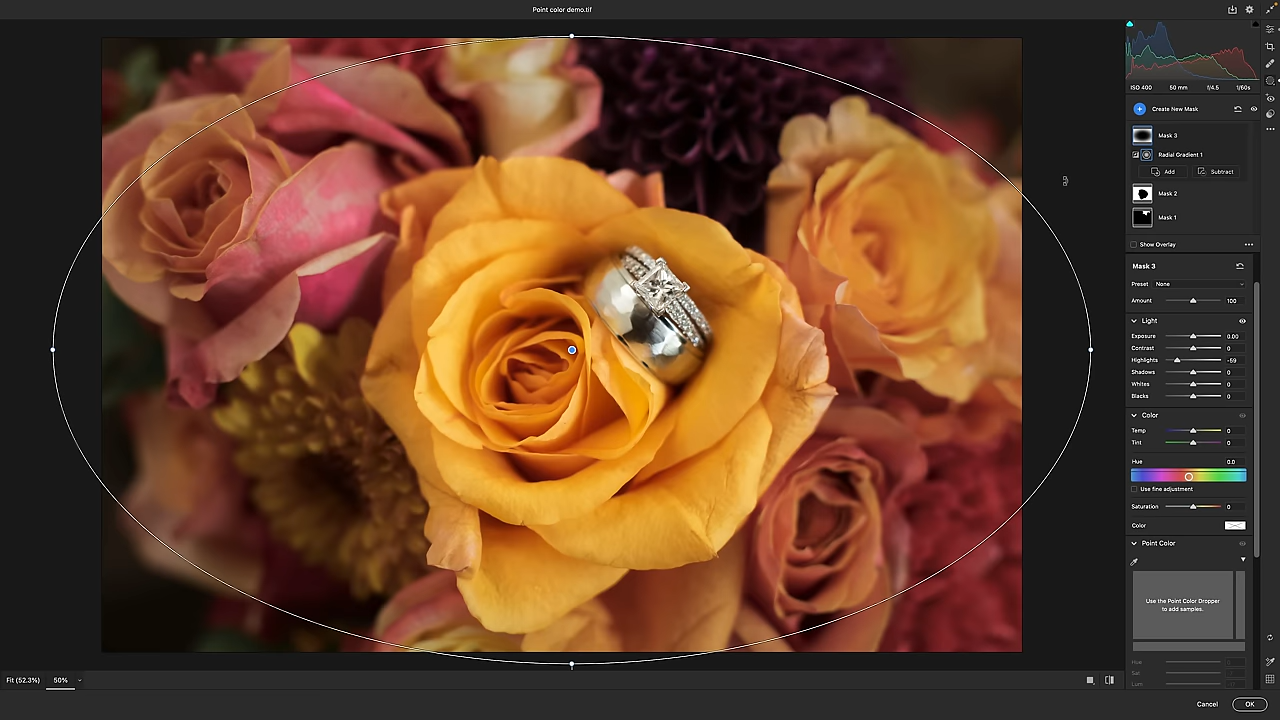 Point color demo.tif
ISO 400 50 mm f/4.5 1/60s
Create New Mask
Mask 3
Radial Gradient 1
Add Subtract
Mask 2
Mask 1
Show Overlay
Mask 3
Preset None
Amount 100
Light
Exposure 0.00
Contrast 0
Highlights -59
Shadows 0
Whites 0
Blacks 0
Color
Temp 0
Tint 0
Hue 0.0
Use fine adjustment
Saturation 0
Color
Point Color
Use the Point Color Dropper
to add samples.
Hue
Sat
Lum
Fit (52.3%) 50%
Cancel OK